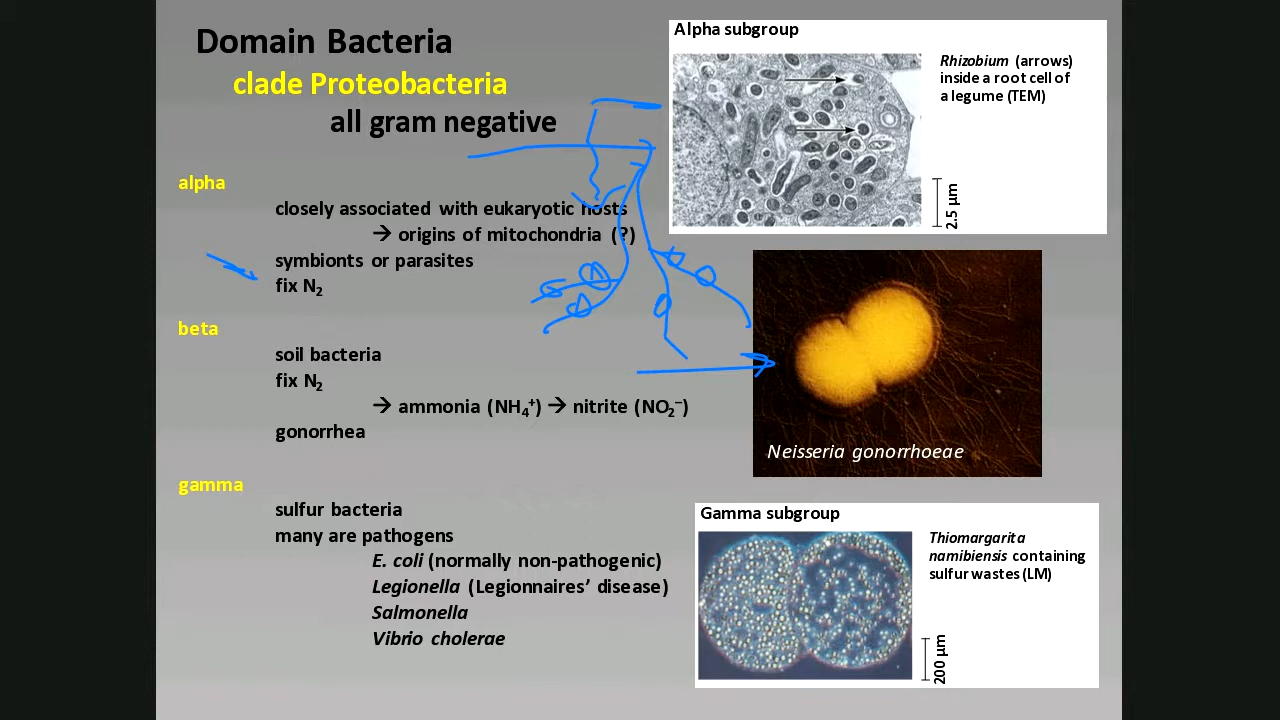 Domain Bacteria
clade Proteobacteria
all gram negative
alpha
closely associated with eukaryotic hosts
→ origins of mitochondria (?)
symbionts or parasites
fix N₂
beta
soil bacteria
fix N₂
→ ammonia (NH₄⁺) → nitrite (NO₂⁻)
gonorrhea
gamma
sulfur bacteria
many are pathogens
E. coli (normally non-pathogenic)
Legionella (Legionnaires’ disease)
Salmonella
Vibrio cholerae
Alpha subgroup
Rhizobium (arrows)
inside a root cell of
a legume (TEM)
2.5 µm
Neisseria gonorrhoeae
Gamma subgroup
Thiomargarita
namibiensis containing
sulfur wastes (LM)
200 µm